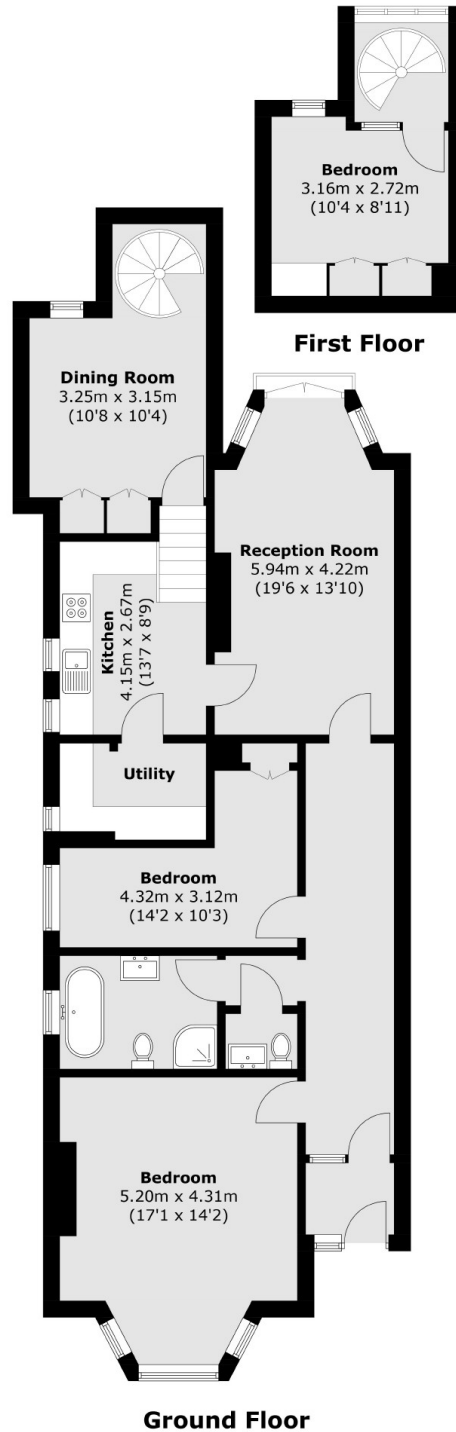 Bedroom
3.16m x 2.72m
(10'4 x 8'11)
First Floor
Dining Room
3.25m x 3.15m
(10'8 x 10'4)
Reception Room
5.94m x 4.22m
(19'6 x 13'10)
Kitchen
4.15m x 2.67m
(13'7 x 8'9)
Utility
Bedroom
4.32m x 3.12m
(14'2 x 10'3)
Bedroom
5.20m x 4.31m
(17'1 x 14'2)
Ground Floor